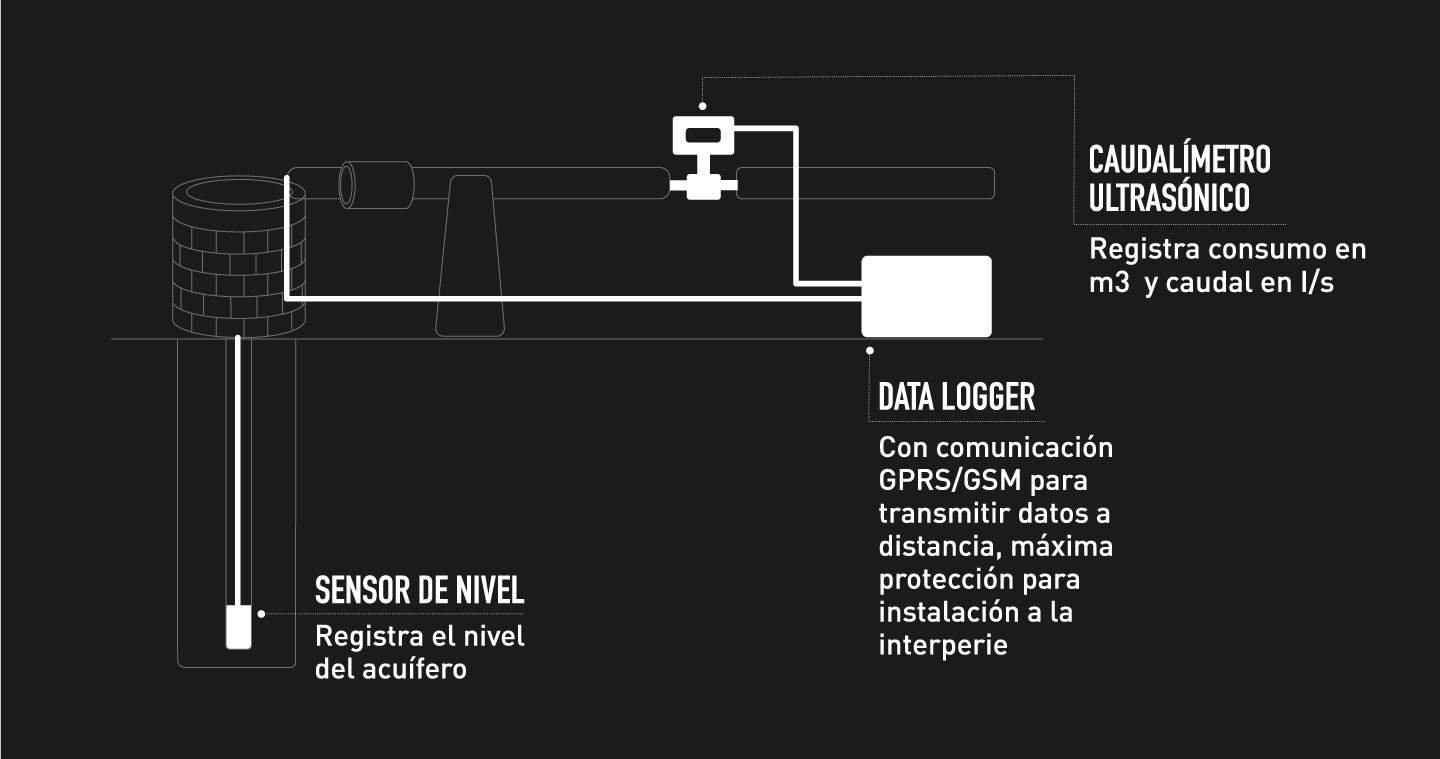 CAUDALÍMETRO
ULTRASÓNICO
Registra consumo en
m3 y caudal en l/s
DATA LOGGER
Con comunicación
GPRS/GSM para
transmitir datos a
distancia, máxima
protección para
instalación a la
interperie
SENSOR DE NIVEL
Registra el nivel
del acuífero